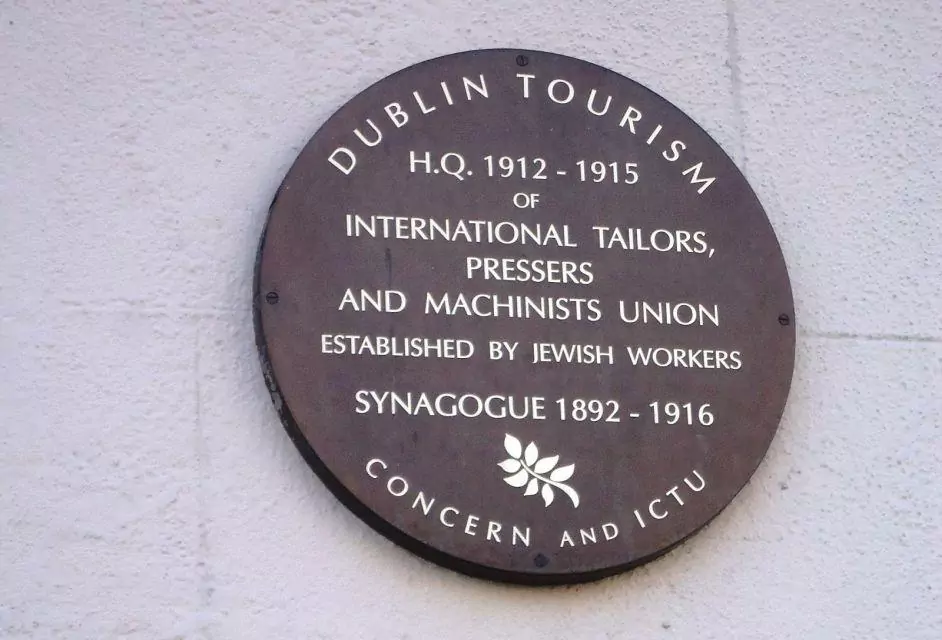 DUBLIN TOURISM
H.Q. 1912 - 1915
OF
INTERNATIONAL TAILORS,
PRESSERS
AND MACHINISTS UNION
ESTABLISHED BY JEWISH WORKERS
SYNAGOGUE 1892 - 1916
CONCERN AND ICTU